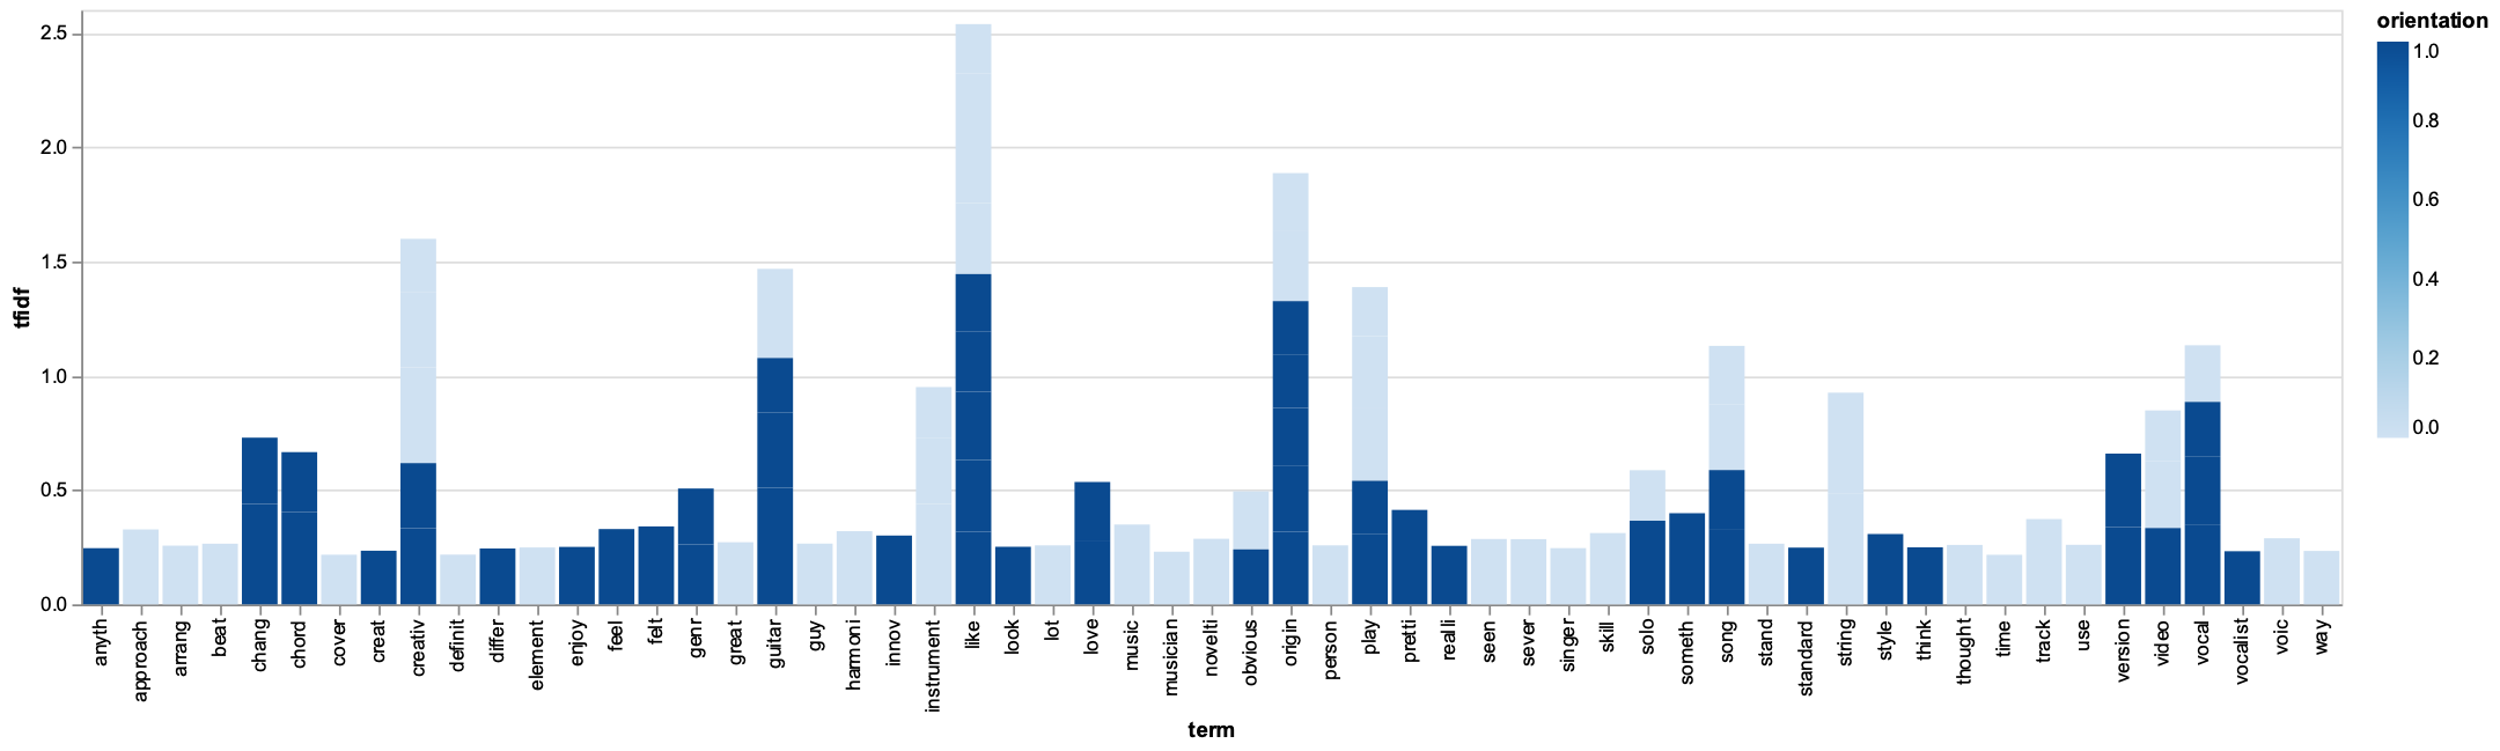 orientation
1.0
0.8
0.6
0.4
0.2
0.0
tfidf
2.5
2.0
1.5
1.0
0.5
0.0
anyth
approach
arrang
beat
chang
chord
cover
creat
creativ
definit
differ
element
enjoy
feel
felt
genr
great
guitar
guy
harmoni
innov
instrument
like
look
lot
love
music
musician
novelti
obvious
origin
person
play
pretti
realli
seen
sever
singer
skill
solo
someth
song
stand
standard
string
style
think
thought
time
track
use
version
video
vocal
vocalist
voic
way
term